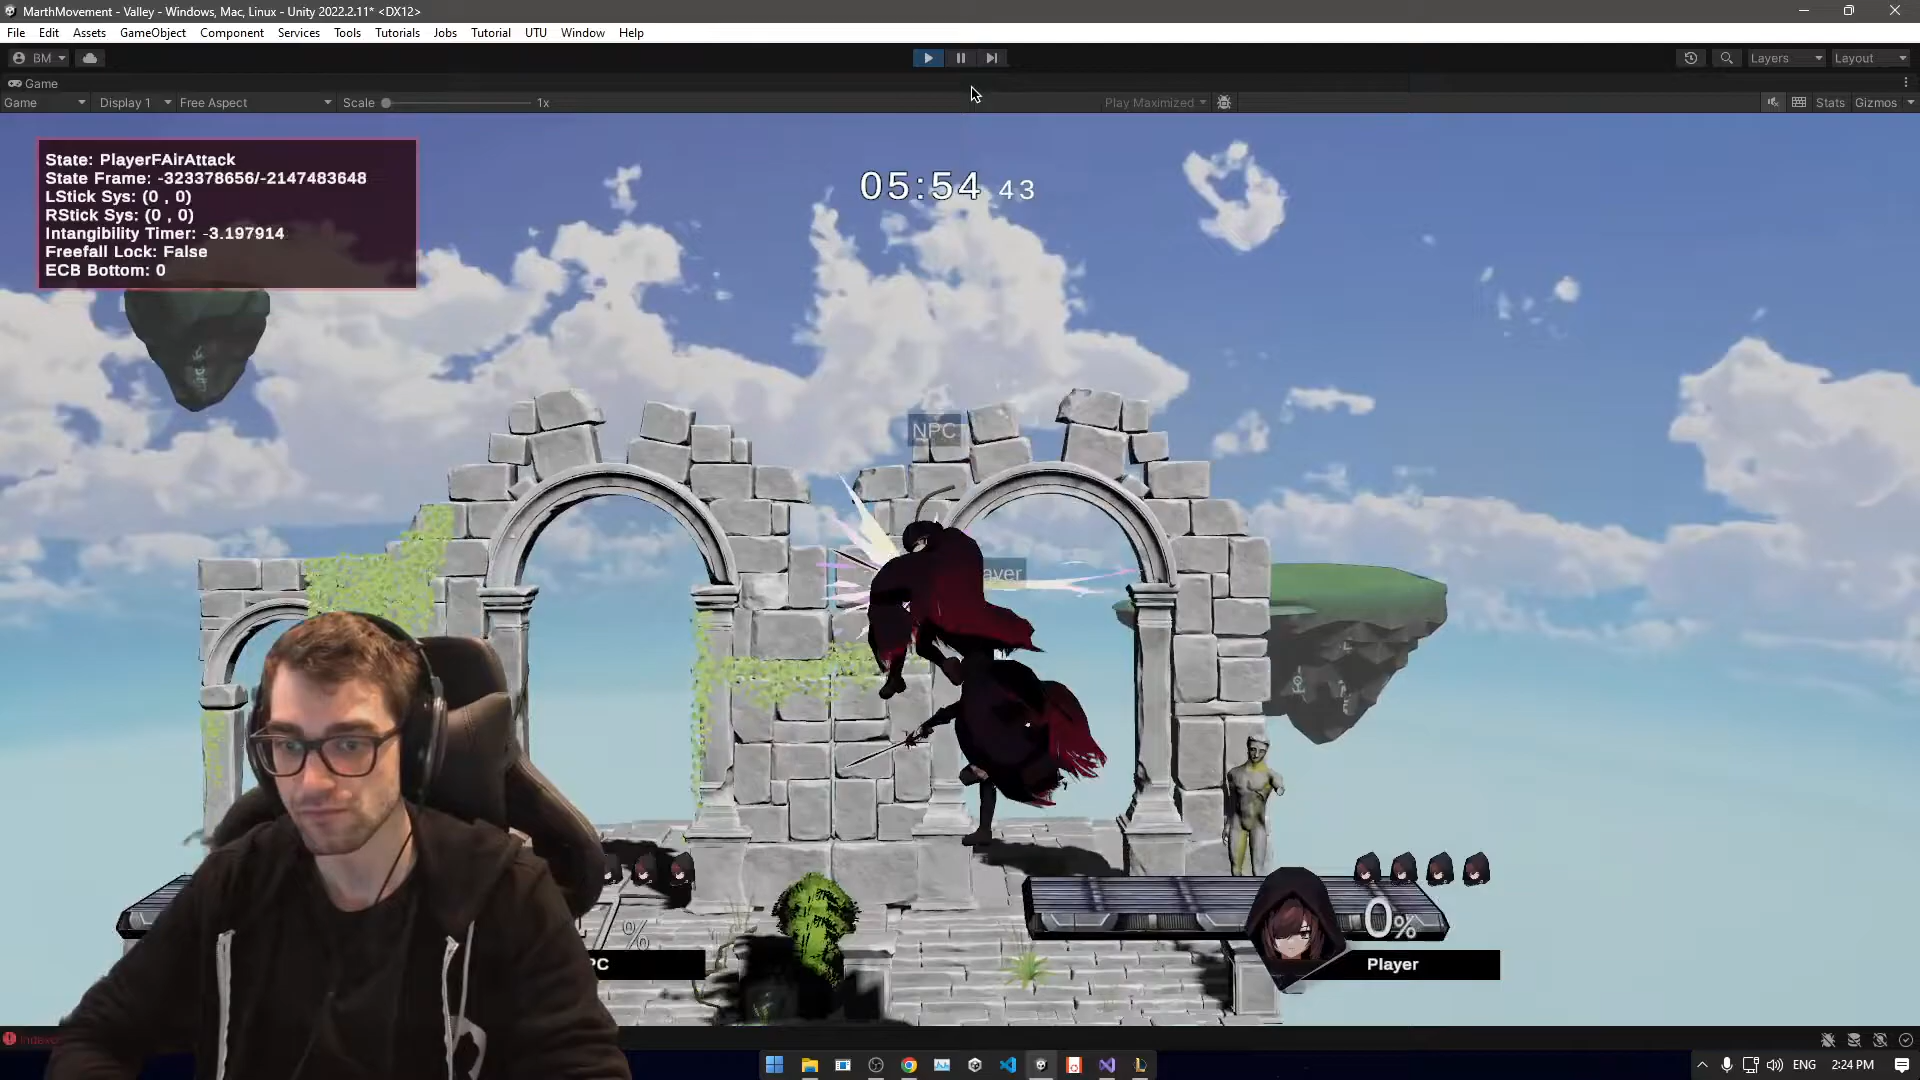 MarthMovement - Valley - Windows, Mac, Linux - Unity 2022.2.11* <DX12>
File Edit Assets GameObject Component Services Tools Tutorials Jobs Tutorial UTU Window Help
BM
Layers
Layout
Game
Game
Display 1
Free Aspect
Scale
1x
Play Maximized
Stats
Gizmos
State: PlayerFAirAttack
State Frame: -323378656/-2147483648
LStick Sys: (0 , 0)
RStick Sys: (0 , 0)
Intangibility Timer: -3.197914
Freefall Lock: False
ECB Bottom: 0
05:54 43
NPC
ayer
%
PC
0%
Player
ENG
2:24 PM